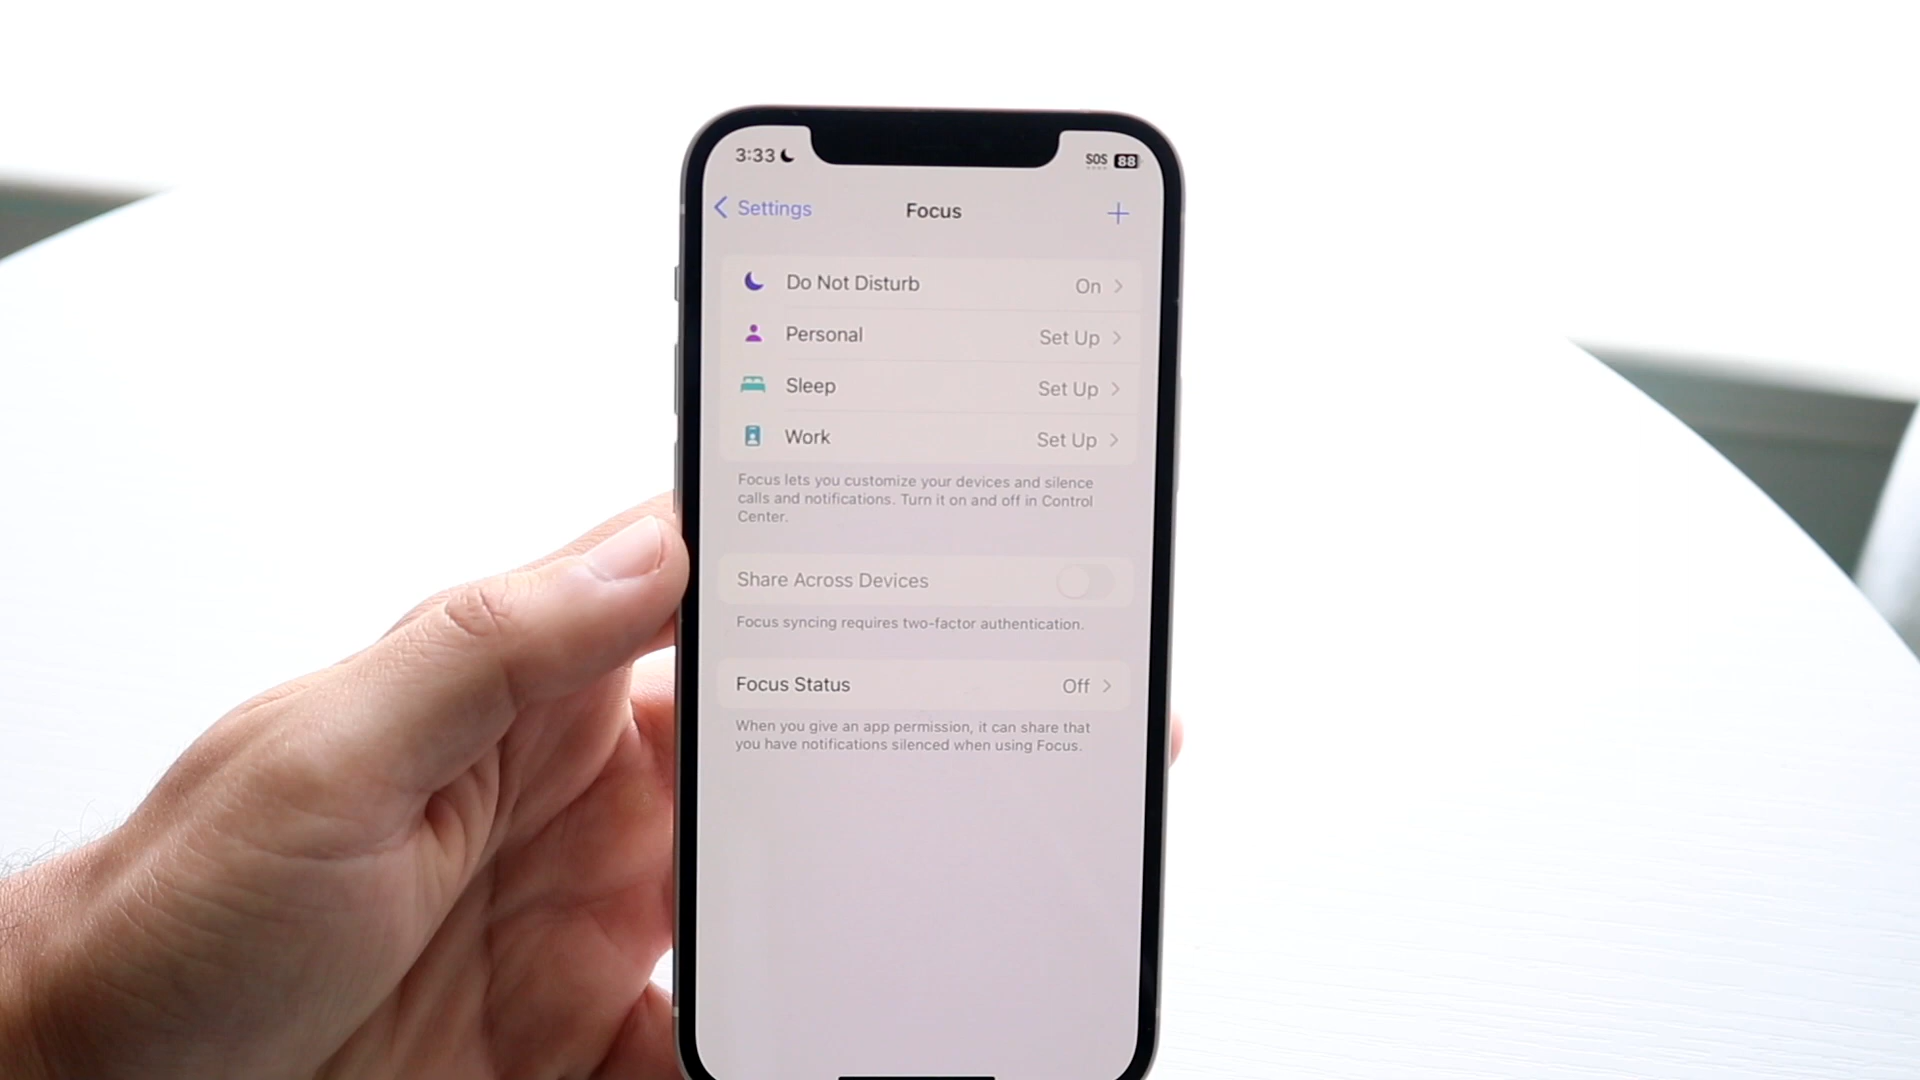 3:33 SOS 88
Settings Focus +
Do Not Disturb On
Personal Set Up
Sleep Set Up
Work Set Up
Focus lets you customize your devices and silence
calls and notifications. Turn it on and off in Control
Center.
Share Across Devices
Focus syncing requires two-factor authentication.
Focus Status Off
When you give an app permission, it can share that
you have notifications silenced when using Focus.